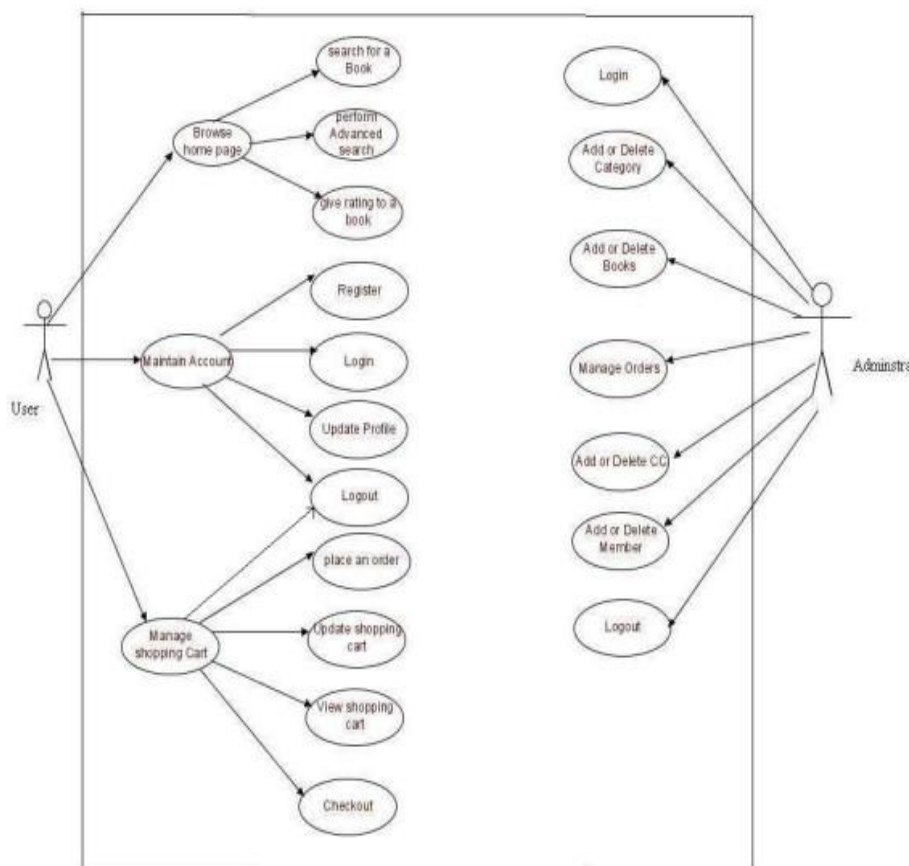 search for a
Book
perform
Advanced
search
Browse
home page
give rating to a
book
Register
Maintain Account
Login
Update Profile
User
Logout
place an order
Manage
shopping Cart
Update shopping
cart
View shopping
cart
Checkout
Login
Add or Delete
Category
Add or Delete
Books
Manage Orders
Adminstra
Add or Delete CC
Add or Delete
Member
Logout